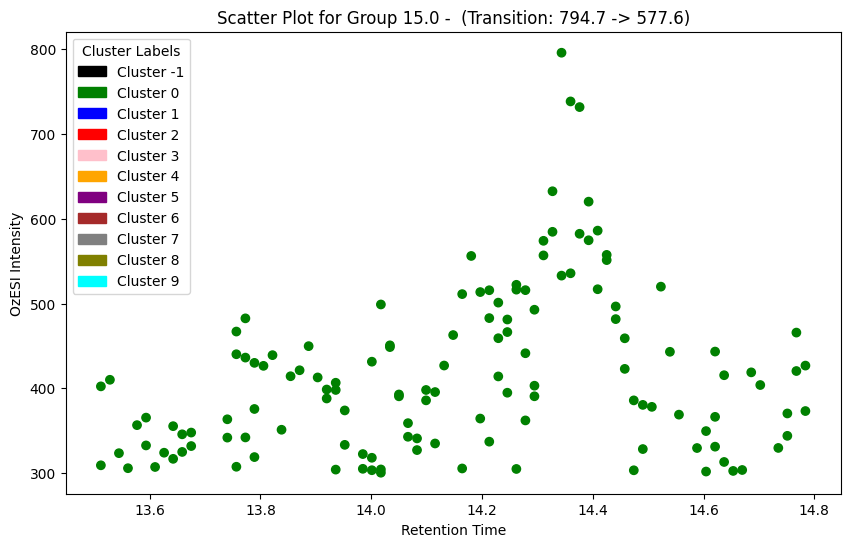 Scatter Plot for Group 15.0 -  (Transition: 794.7 -> 577.6)
800
700
600
500
400
300
OzESI Intensity
Cluster Labels
Cluster -1
Cluster 0
Cluster 1
Cluster 2
Cluster 3
Cluster 4
Cluster 5
Cluster 6
Cluster 7
Cluster 8
Cluster 9
13.6
13.8
14.0
14.2
14.4
14.6
14.8
Retention Time